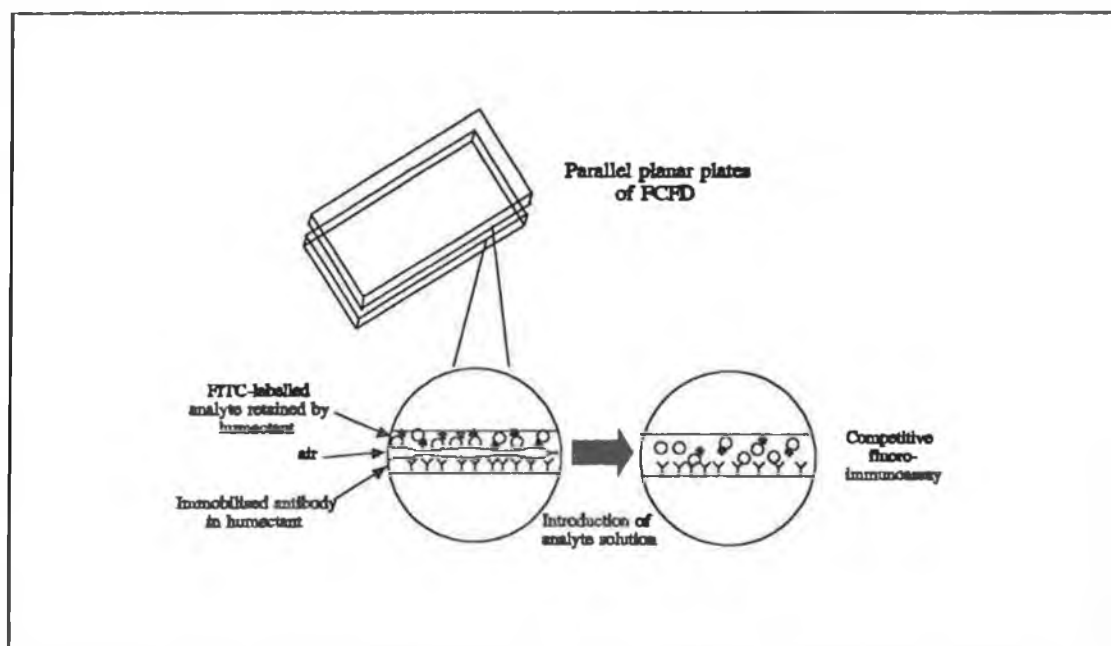 Parallel planar plates
of FCFD
FITC-labelled
analyte retained by
humectant
air
Immobilised antibody
in humectant
Introduction of
analyte solution
Competitive
fluoro-
immunoassay